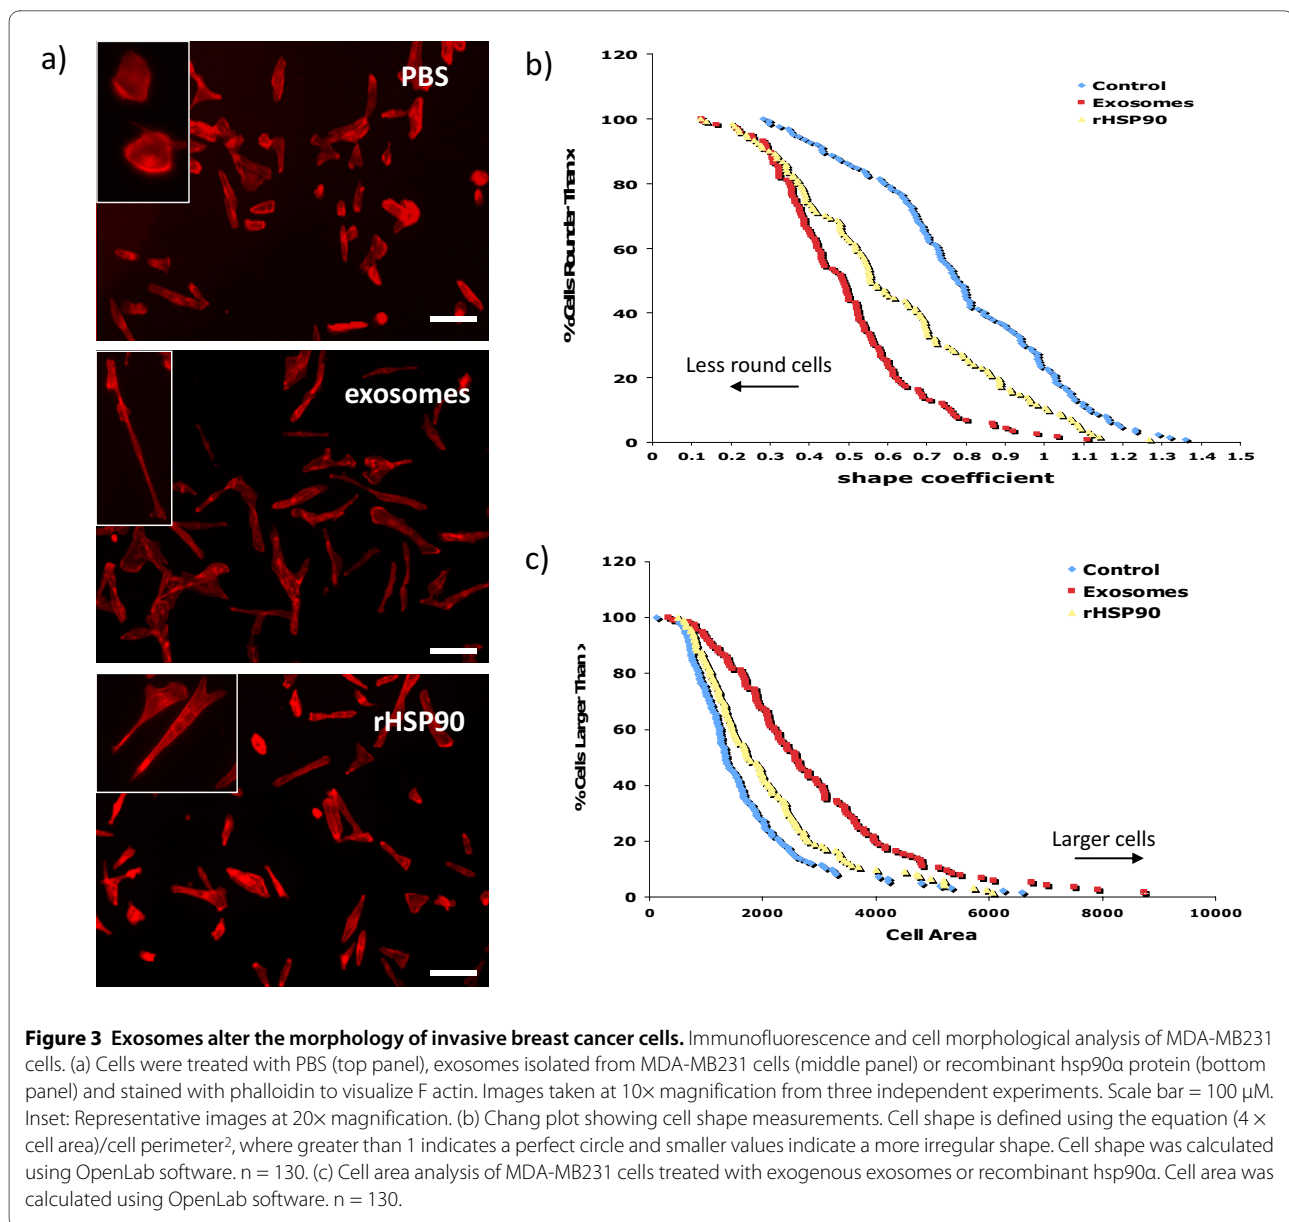 a)
PBS
exosomes
rHSP90
b)
120
100
80
60
40
20
0
%Cells Rounder Than x
Control
Exosomes
rHSP90
Less round cells
0 0.1 0.2 0.3 0.4 0.5 0.6 0.7 0.8 0.9 1 1.1 1.2 1.3 1.4 1.5
shape coefficient
c)
120
100
80
60
40
20
0
%Cells Larger Than x
Control
Exosomes
rHSP90
Larger cells
0 2000 4000 6000 8000 10000
Cell Area
Figure 3 Exosomes alter the morphology of invasive breast cancer cells. Immunofluorescence and cell morphological analysis of MDA-MB231
cells. (a) Cells were treated with PBS (top panel), exosomes isolated from MDA-MB231 cells (middle panel) or recombinant hsp90α protein (bottom
panel) and stained with phalloidin to visualize F actin. Images taken at 10× magnification from three independent experiments. Scale bar = 100 μM.
Inset: Representative images at 20× magnification. (b) Chang plot showing cell shape measurements. Cell shape is defined using the equation (4 ×
cell area)/cell perimeter², where greater than 1 indicates a perfect circle and smaller values indicate a more irregular shape. Cell shape was calculated
using OpenLab software. n = 130. (c) Cell area analysis of MDA-MB231 cells treated with exogenous exosomes or recombinant hsp90α. Cell area was
calculated using OpenLab software. n = 130.